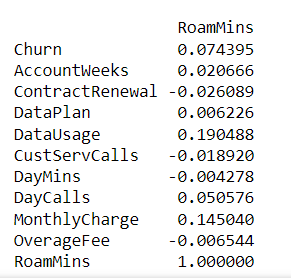 RoamMins
Churn 0.074395
AccountWeeks 0.020666
ContractRenewal -0.026089
DataPlan 0.006226
DataUsage 0.190488
CustServCalls -0.018920
DayMins -0.004278
DayCalls 0.050576
MonthlyCharge 0.145040
OverageFee -0.006544
RoamMins 1.000000